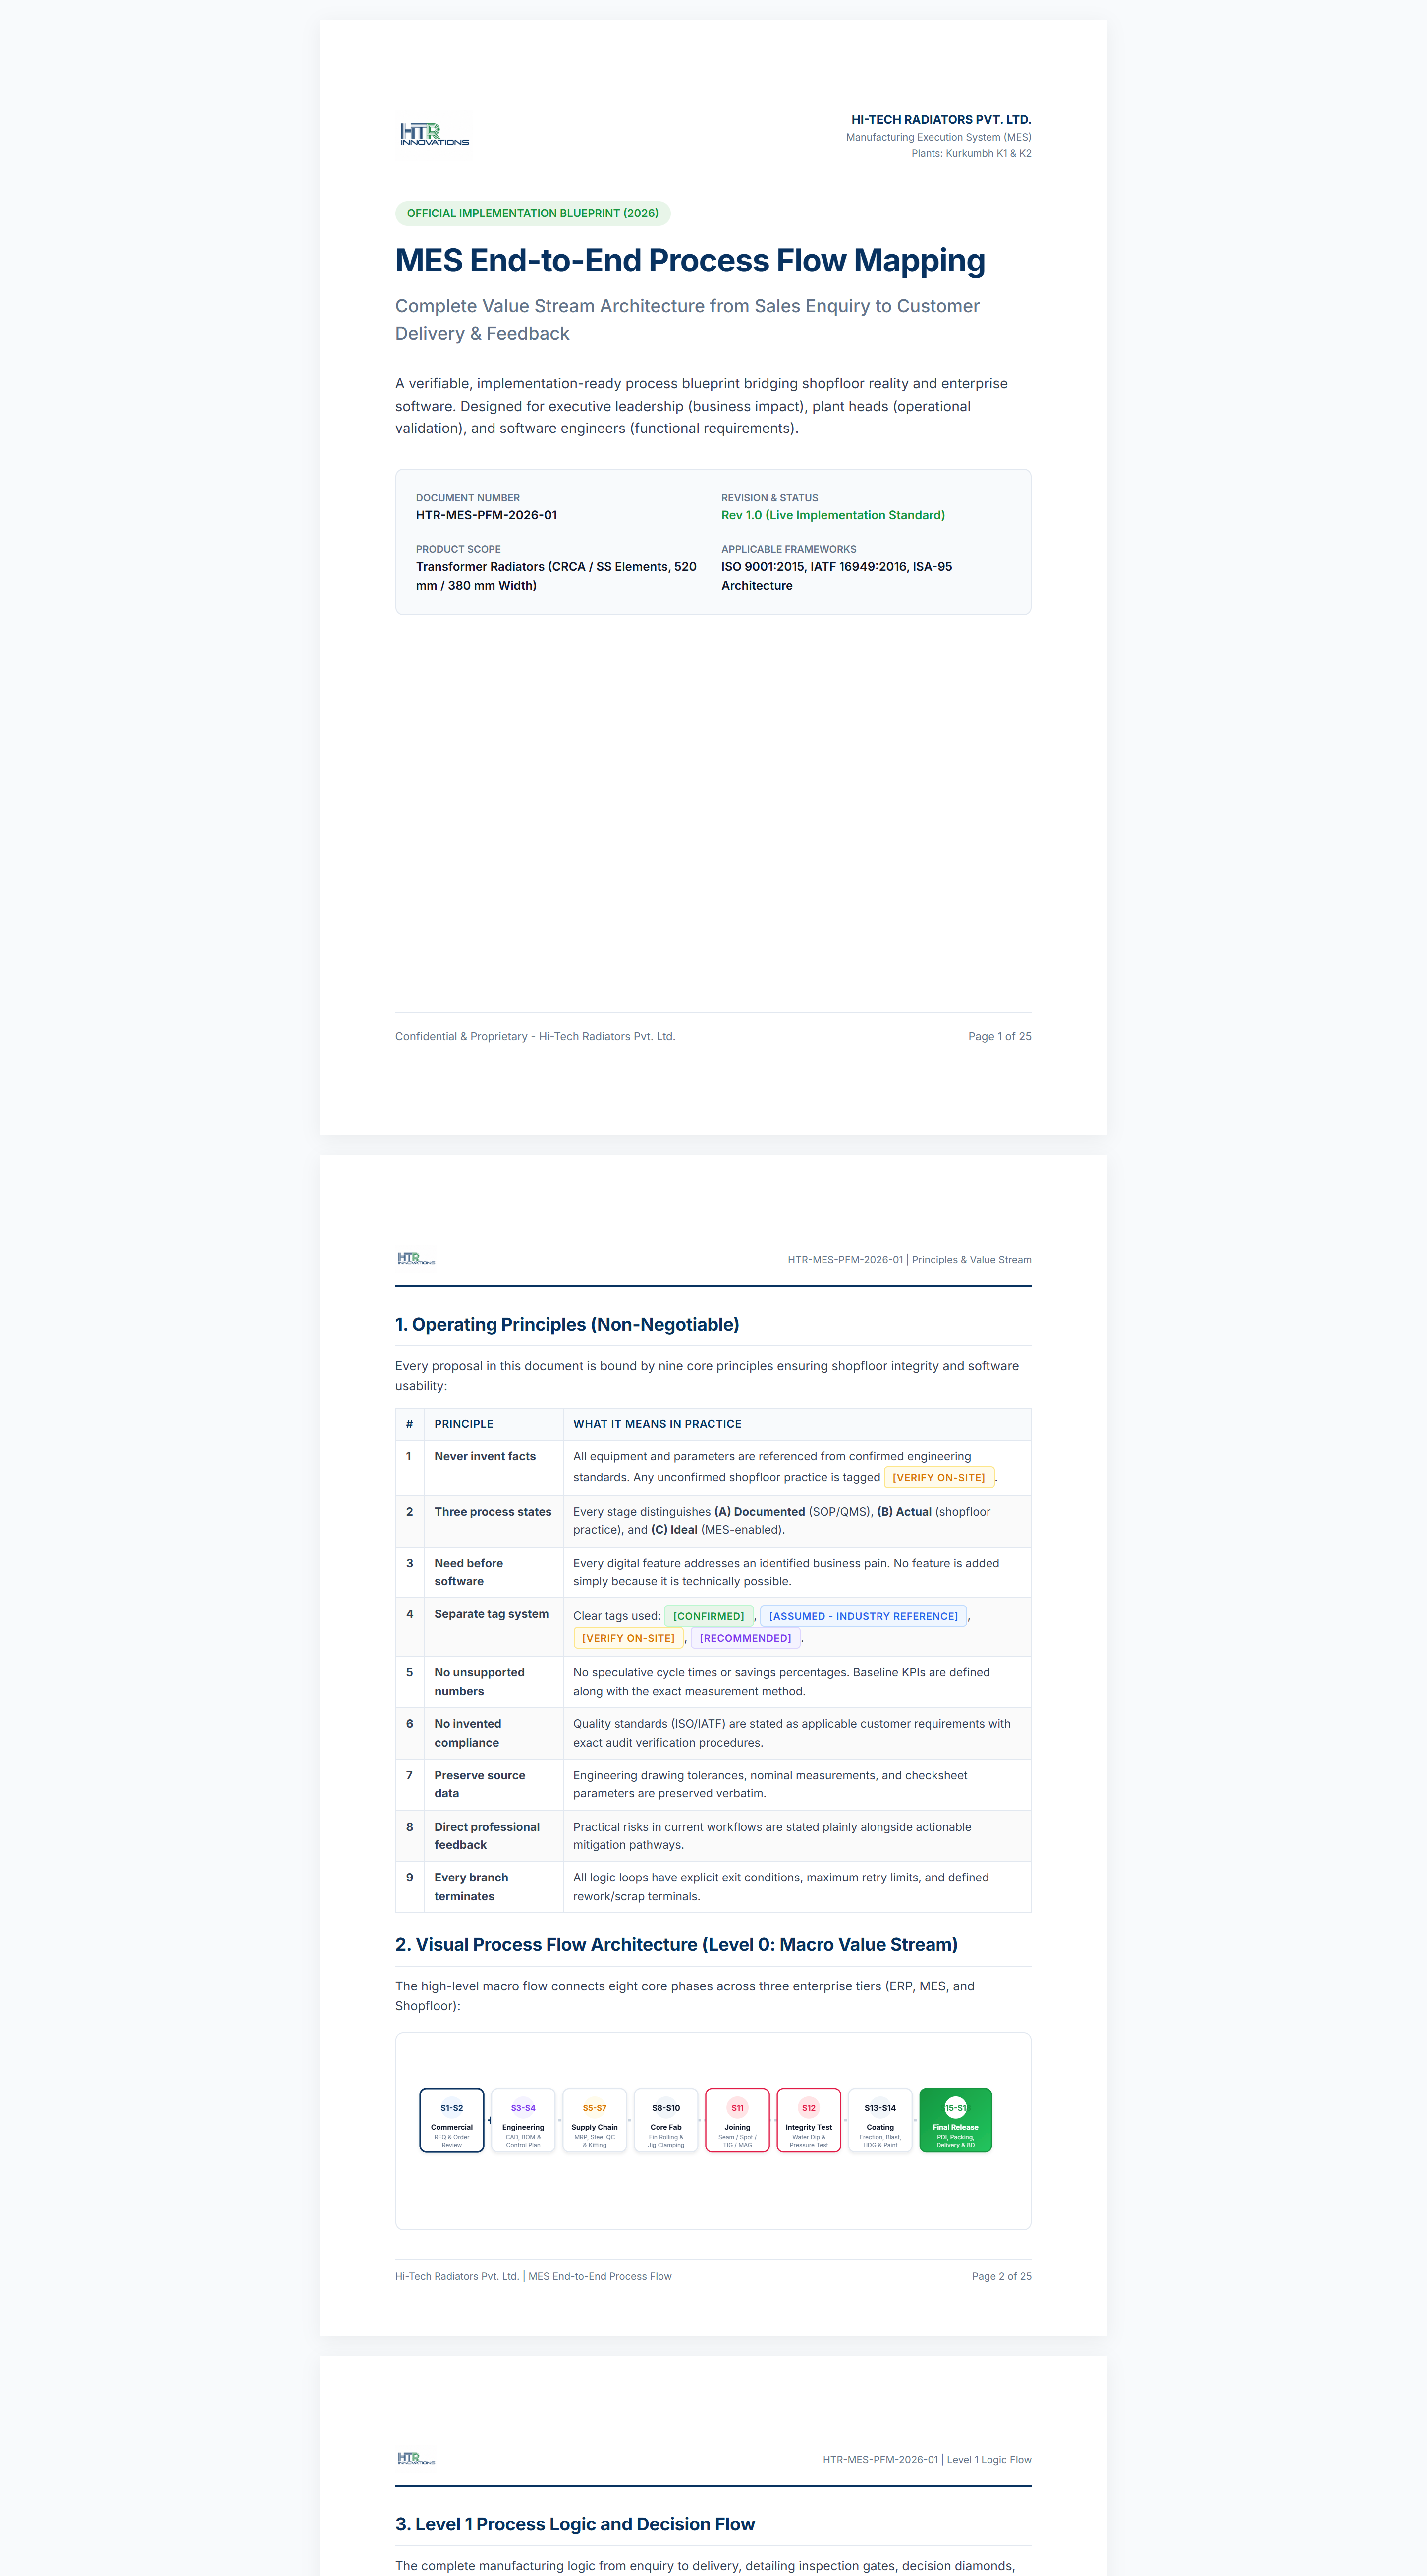 HTR
INNOVATIONS
HI-TECH RADIATORS PVT. LTD.
Manufacturing Execution System (MES)
Plants: Kurkumbh K1 & K2
OFFICIAL IMPLEMENTATION BLUEPRINT (2026)
MES End-to-End Process Flow Mapping
Complete Value Stream Architecture from Sales Enquiry to Customer
Delivery & Feedback
A verifiable, implementation-ready process blueprint bridging shopfloor reality and enterprise
software. Designed for executive leadership (business impact), plant heads (operational
validation), and software engineers (functional requirements).
DOCUMENT NUMBER
HTR-MES-PFM-2026-01
REVISION & STATUS
Rev 1.0 (Live Implementation Standard)
PRODUCT SCOPE
Transformer Radiators (CRCA / SS Elements, 520
mm / 380 mm Width)
APPLICABLE FRAMEWORKS
ISO 9001:2015, IATF 16949:2016, ISA-95
Architecture
Confidential & Proprietary - Hi-Tech Radiators Pvt. Ltd.
Page 1 of 25
HTR
INNOVATIONS
HTR-MES-PFM-2026-01 | Principles & Value Stream
1. Operating Principles (Non-Negotiable)
Every proposal in this document is bound by nine core principles ensuring shopfloor integrity and software
usability:
# PRINCIPLE WHAT IT MEANS IN PRACTICE
1 Never invent facts All equipment and parameters are referenced from confirmed engineering
standards. Any unconfirmed shopfloor practice is tagged [VERIFY ON-SITE] .
2 Three process states Every stage distinguishes (A) Documented (SOP/QMS), (B) Actual (shopfloor
practice), and (C) Ideal (MES-enabled).
3 Need before Every digital feature addresses an identified business pain. No feature is added
software simply because it is technically possible.
4 Separate tag system Clear tags used: [CONFIRMED] , [ASSUMED - INDUSTRY REFERENCE] ,
[VERIFY ON-SITE] , [RECOMMENDED] .
5 No unsupported No speculative cycle times or savings percentages. Baseline KPIs are defined
numbers along with the exact measurement method.
6 No invented Quality standards (ISO/IATF) are stated as applicable customer requirements with
compliance exact audit verification procedures.
7 Preserve source Engineering drawing tolerances, nominal measurements, and checksheet
data parameters are preserved verbatim.
8 Direct professional Practical risks in current workflows are stated plainly alongside actionable
feedback mitigation pathways.
9 Every branch All logic loops have explicit exit conditions, maximum retry limits, and defined
terminates rework/scrap terminals.
2. Visual Process Flow Architecture (Level 0: Macro Value Stream)
The high-level macro flow connects eight core phases across three enterprise tiers (ERP, MES, and
Shopfloor):
S1-S2
Commercial
RFQ & Order
Review
S3-S4
Engineering
CAD, BOM &
Control Plan
S5-S7
Supply Chain
MRP, Steel QC
& Kitting
S8-S10
Core Fab
Fin Rolling &
Jig Clamping
S11
Joining
Seam / Spot /
TIG / MAG
S12
Integrity Test
Water Dip &
Pressure Test
S13-S14
Coating
Erection, Blast,
HDG & Paint
Final Release
PDI, Packing,
Delivery & BD
Hi-Tech Radiators Pvt. Ltd. | MES End-to-End Process Flow
Page 2 of 25
HTR
INNOVATIONS
HTR-MES-PFM-2026-01 | Level 1 Logic Flow
3. Level 1 Process Logic and Decision Flow
The complete manufacturing logic from enquiry to delivery, detailing inspection gates, decision diamonds,